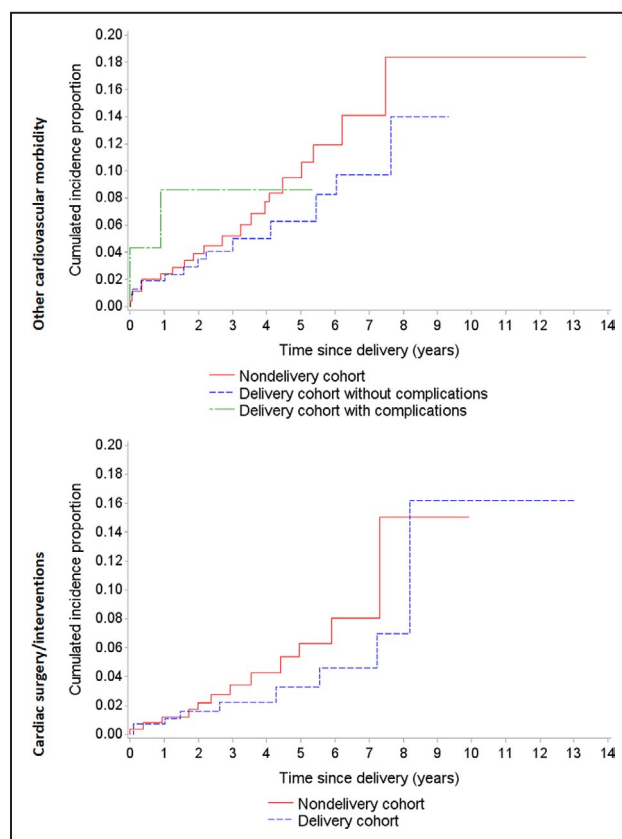 Other cardiovascular morbidity
Cumulated incidence proportion
0.20
0.18
0.16
0.14
0.12
0.10
0.08
0.06
0.04
0.02
0.00
0 1 2 3 4 5 6 7 8 9 10 11 12 13 14
Time since delivery (years)
Nondelivery cohort
Delivery cohort without complications
Delivery cohort with complications
Cardiac surgery/interventions
Cumulated incidence proportion
0.20
0.18
0.16
0.14
0.12
0.10
0.08
0.06
0.04
0.02
0.00
0 1 2 3 4 5 6 7 8 9 10 11 12 13 14
Time since delivery (years)
Nondelivery cohort
Delivery cohort